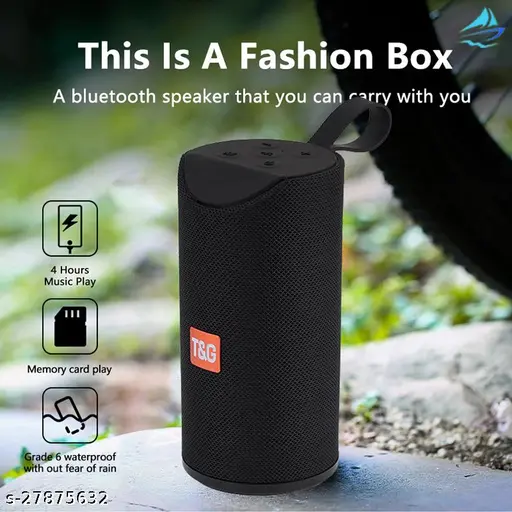 This Is A Fashion Box
A bluetooth speaker that you can carry with you
4 Hours
Music Play
Memory card play
T&G
Grade 6 waterproof
with out fear of rain
s-27875632